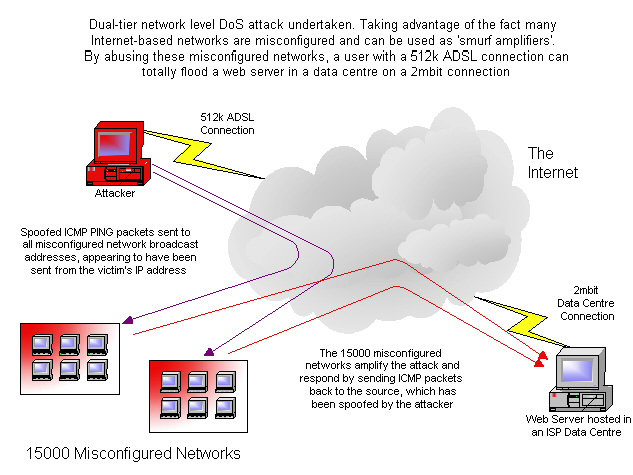 Dual-tier network level DoS attack undertaken. Taking advantage of the fact many
Internet-based networks are misconfigured and can be used as 'smurf amplifiers'.
By abusing these misconfigured networks, a user with a 512k ADSL connection can
totally flood a web server in a data centre on a 2mbit connection
512k ADSL
Connection
The
Internet
Attacker
Spoofed ICMP PING packets sent to
all misconfigured network broadcast
addresses, appearing to have been
sent from the victim's IP address
2mbit
Data Centre
Connection
The 15000 misconfigured
networks amplify the attack and
respond by sending ICMP packets
back to the source, which has
been spoofed by the attacker
Web Server hosted in
an ISP Data Centre
15000 Misconfigured Networks